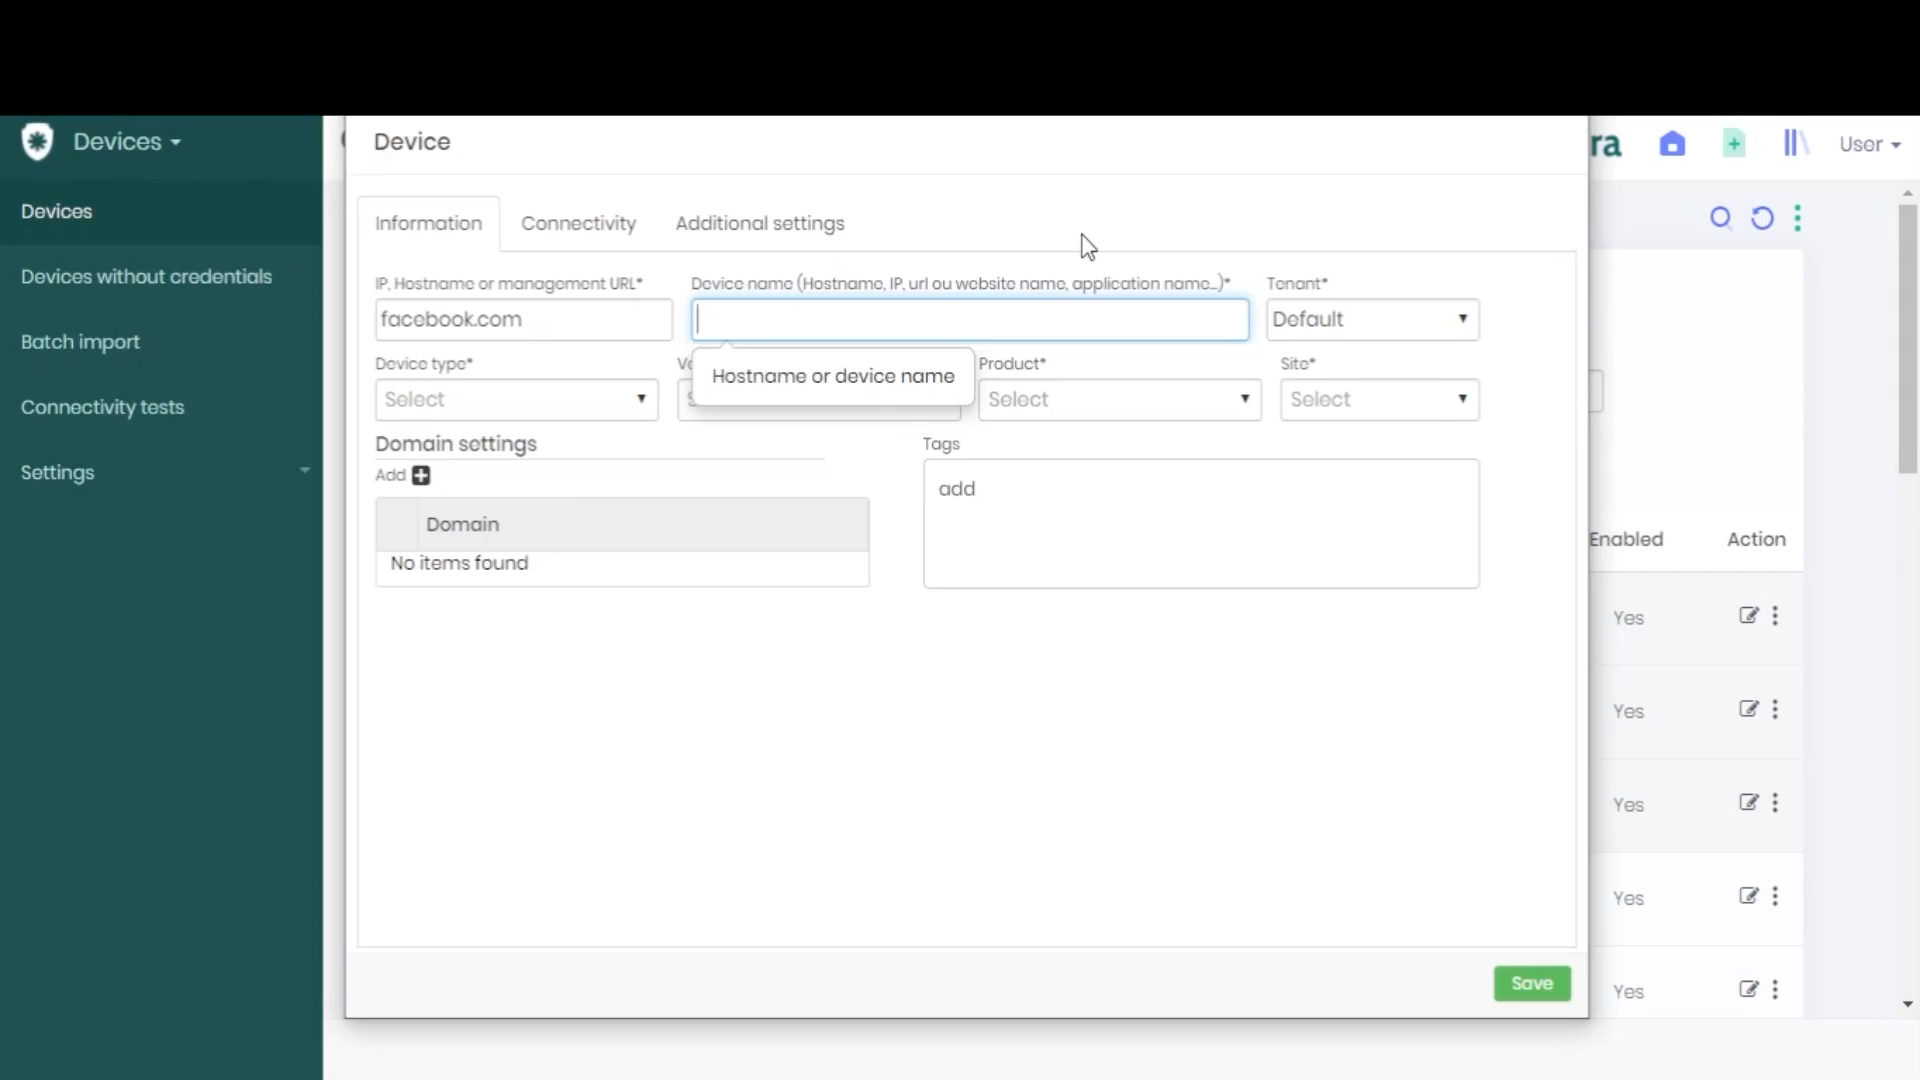 Devices
Device
ra
User
Devices
Information
Connectivity
Additional settings
Devices without credentials
IP, Hostname or management URL*
Device name (Hostname, IP, url ou website name, application name...)*
Tenant*
facebook.com
Default
Batch import
Device type*
Product*
Site*
Hostname or device name
Select
Select
Select
Connectivity tests
Domain settings
Tags
Settings
Add
add
Domain
Enabled
Action
No items found
Yes
Yes
Yes
Yes
Save
Yes